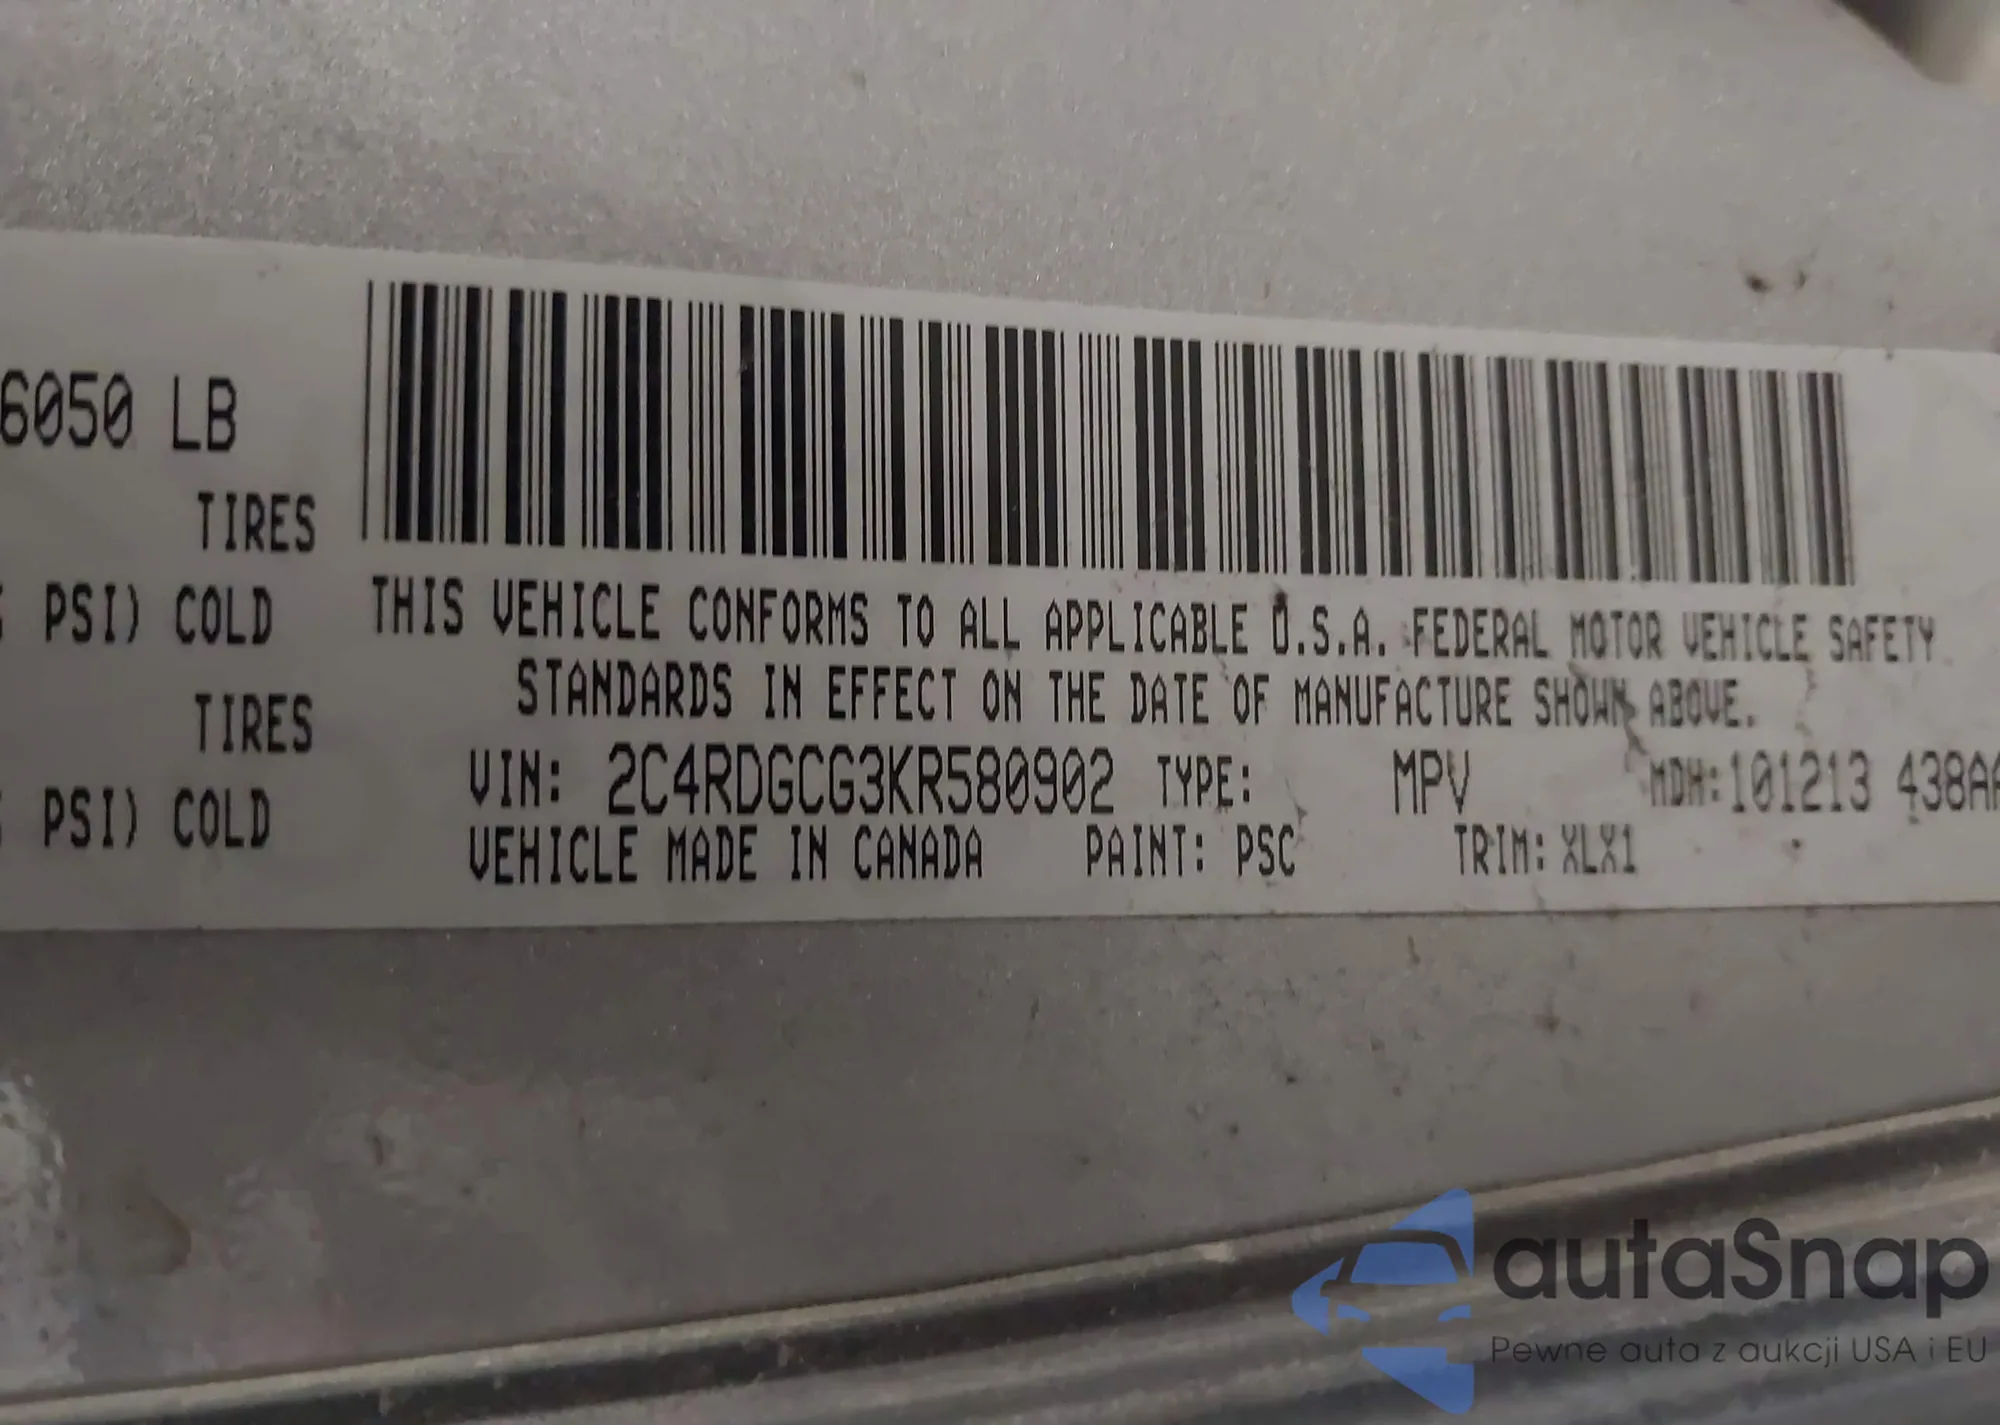 6050 LB
TIRES
PSI) COLD
TIRES
PSI) COLD
THIS VEHICLE CONFORMS TO ALL APPLICABLE U.S.A. FEDERAL MOTOR VEHICLE SAFETY
STANDARDS IN EFFECT ON THE DATE OF MANUFACTURE SHOWN ABOVE.
VIN: 2C4RDGCG3KR580902 TYPE: MPV MDH:101213 438AA
VEHICLE MADE IN CANADA PAINT: PSC TRIM: XLX1
autaSnap
Pewne auta z aukcji USA i EU